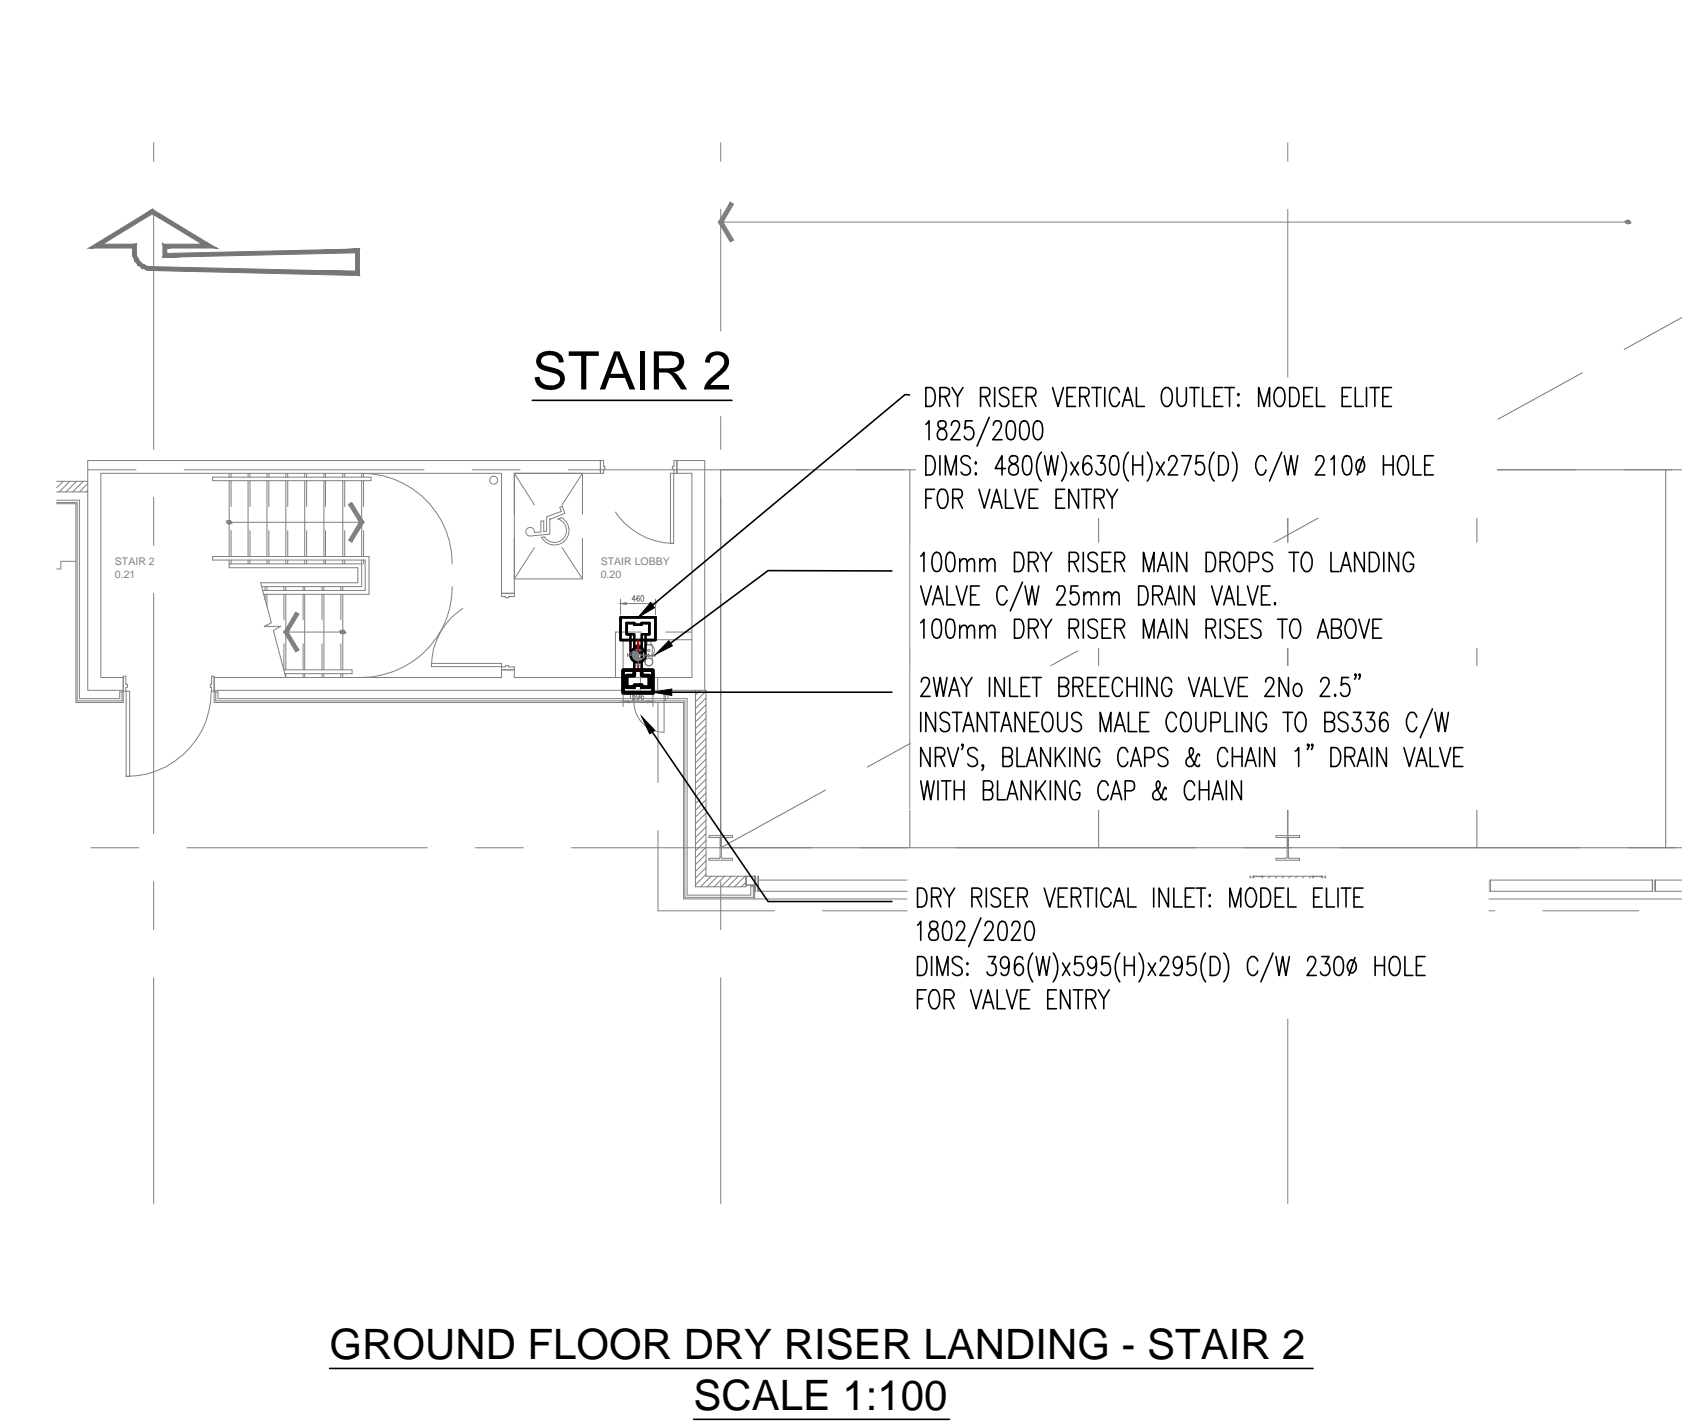 STAIR 2
DRY RISER VERTICAL OUTLET: MODEL ELITE
1825/2000
DIMS: 480(W)x630(H)x275(D) C/W 210ø HOLE
FOR VALVE ENTRY
STAIR 2
0.21
STAIR LOBBY
0.20
100mm DRY RISER MAIN DROPS TO LANDING
VALVE C/W 25mm DRAIN VALVE.
100mm DRY RISER MAIN RISES TO ABOVE
460
2WAY INLET BREECHING VALVE 2No 2.5”
INSTANTANEOUS MALE COUPLING TO BS336 C/W
NRV'S, BLANKING CAPS & CHAIN 1” DRAIN VALVE
WITH BLANKING CAP & CHAIN
DRY RISER VERTICAL INLET: MODEL ELITE
1802/2020
DIMS: 396(W)x595(H)x295(D) C/W 230ø HOLE
FOR VALVE ENTRY
GROUND FLOOR DRY RISER LANDING - STAIR 2
SCALE 1:100